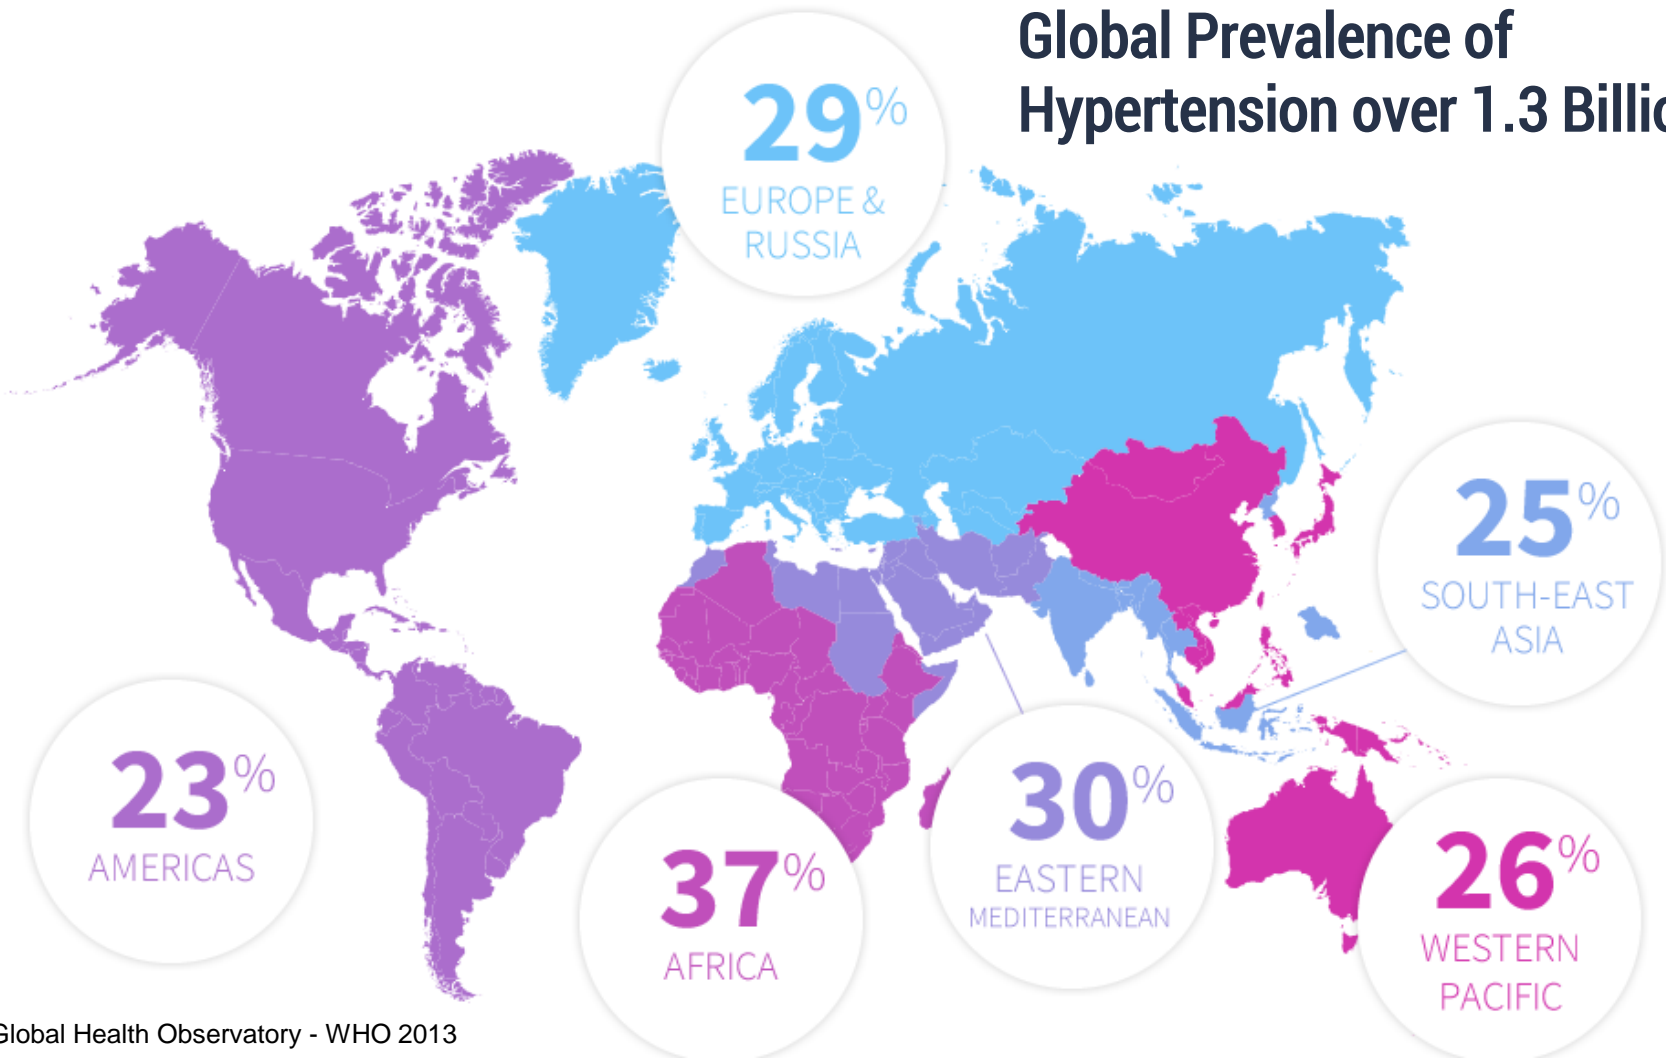 Global Prevalence of
Hypertension over 1.3 Billio
29%
EUROPE &
RUSSIA
25%
SOUTH-EAST
ASIA
23%
AMERICAS
37%
AFRICA
30%
EASTERN
MEDITERRANEAN
26%
WESTERN
PACIFIC
Global Health Observatory - WHO 2013